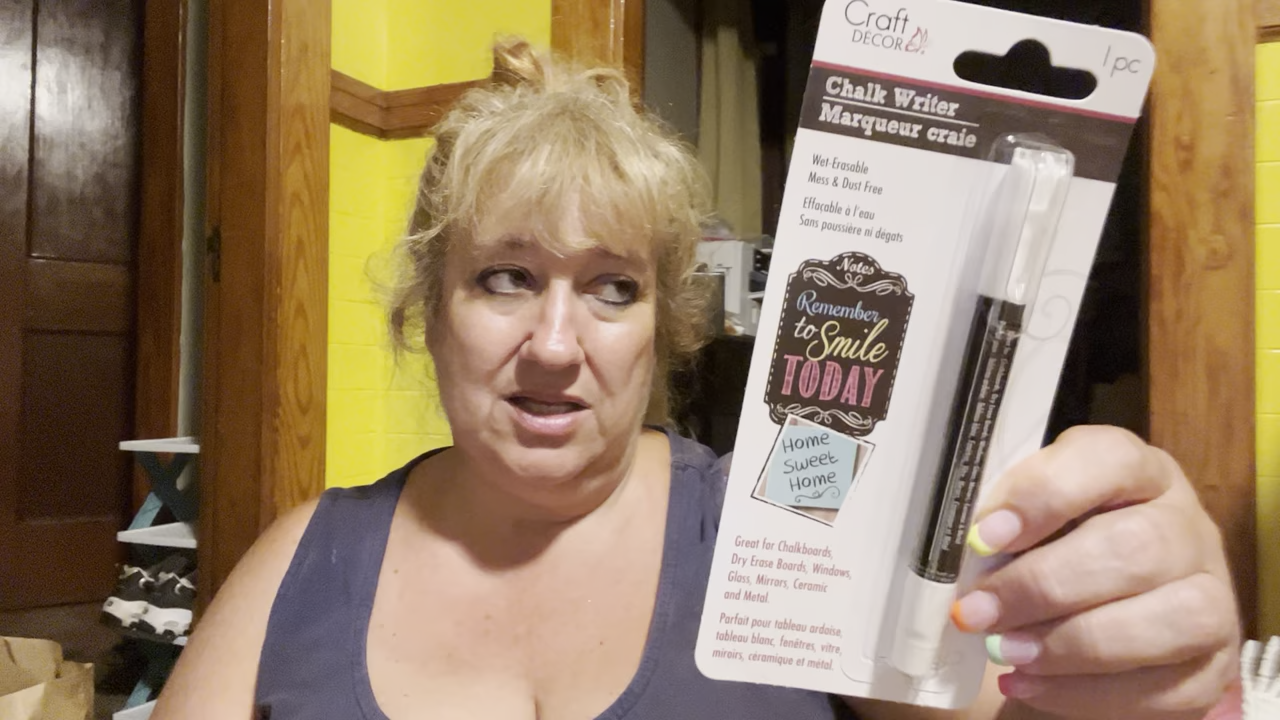 Craft
DÉCOR
1 pc
Chalk Writer
Marqueur craie
Wet-Erasable
Mess & Dust Free
Effaçable à l'eau
Sans poussière ni dégats
Notes
Remember
to Smile
TODAY
Home
Sweet
Home
Great for Chalkboards,
Dry Erase Boards, Windows,
Glass, Mirrors, Ceramic
and Metal.
Parfait pour tableau ardoise,
tableau blanc, fenêtres, vitre,
miroirs, céramique et métal.